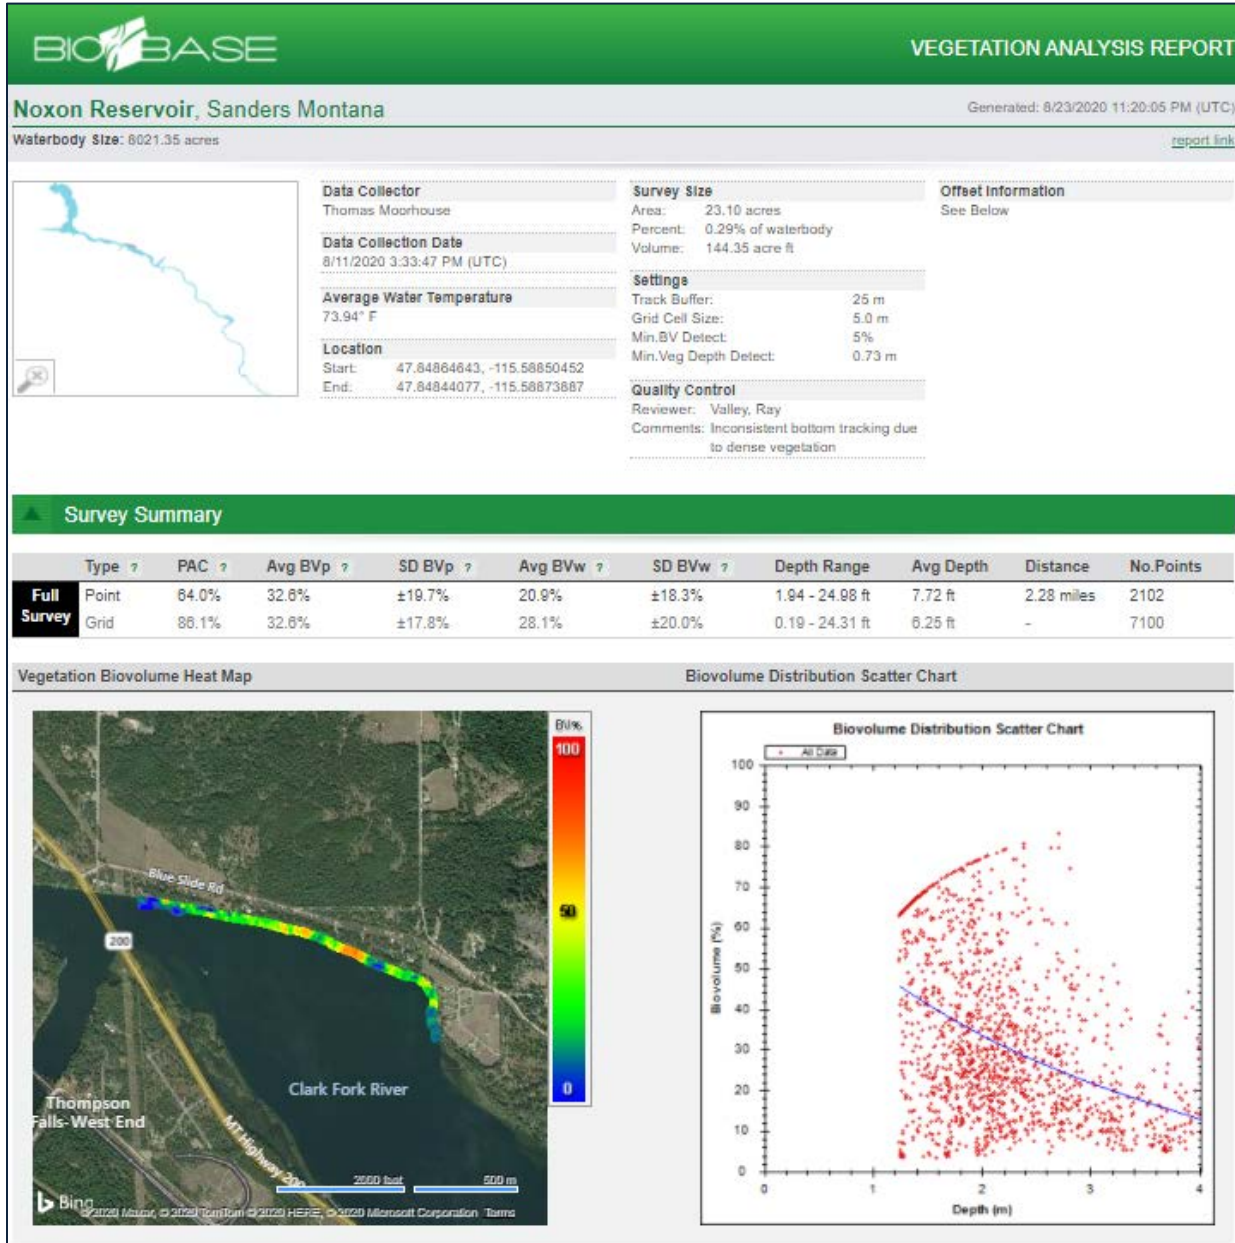 BIOBASE
VEGETATION ANALYSIS REPORT
Noxon Reservoir, Sanders Montana
Generated: 8/23/2020 11:20:05 PM (UTC)
Waterbody Size: 8021.35 acres
report link
Data Collector
Thomas Moorhouse
Data Collection Date
8/11/2020 3:33:47 PM (UTC)
Average Water Temperature
73.94° F
Location
Start: 47.84864643, -115.58850452
End: 47.84844077, -115.58873887
Survey Size
Area: 23.10 acres
Percent: 0.29% of waterbody
Volume: 144.35 acre ft
Settings
Track Buffer: 25 m
Grid Cell Size: 5.0 m
Min.BV Detect: 5%
Min.Veg Depth Detect: 0.73 m
Quality Control
Reviewer: Valley, Ray
Comments: Inconsistent bottom tracking due
to dense vegetation
Offset Information
See Below
Survey Summary
Type ? PAC ? Avg BVp ? SD BVp ? Avg BVw ? SD BVw ? Depth Range Avg Depth Distance No.Points
Full Survey
Point 64.0% 32.6% ±19.7% 20.9% ±18.3% 1.94 - 24.98 ft 7.72 ft 2.28 miles 2102
Grid 86.1% 32.6% ±17.8% 28.1% ±20.0% 0.19 - 24.31 ft 6.25 ft - 7100
Vegetation Biovolume Heat Map
Blue Slide Rd
200
Clark Fork River
Thompson
Falls-West End
MT Highway 200
2000 feet 500 m
Bing
© 2020 Maxar, © 2020 TomTom © 2020 HERE, © 2020 Microsoft Corporation Terms
BV%
100
50
0
Biovolume Distribution Scatter Chart
Biovolume Distribution Scatter Chart
All Data
100
90
80
70
60
50
40
30
20
10
0
Biovolume (%)
0 1 2 3 4
Depth (m)